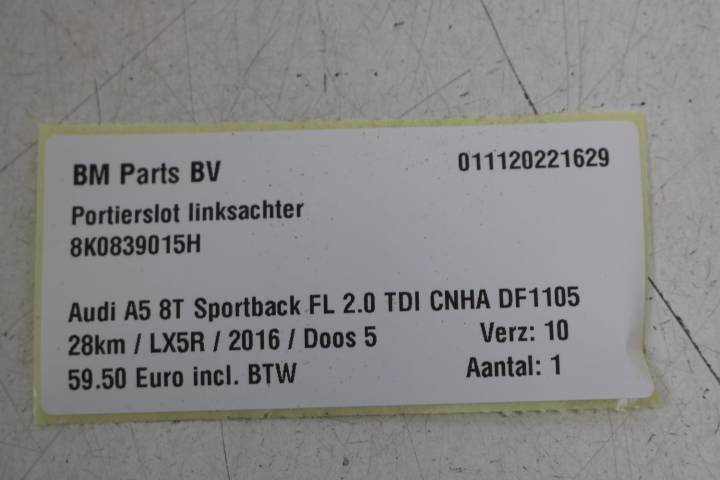 BM Parts BV 011120221629
Portierslot linksachter
8K0839015H
Audi A5 8T Sportback FL 2.0 TDI CNHA DF1105
28km / LX5R / 2016 / Doos 5 Verz: 10
59.50 Euro incl. BTW Aantal: 1